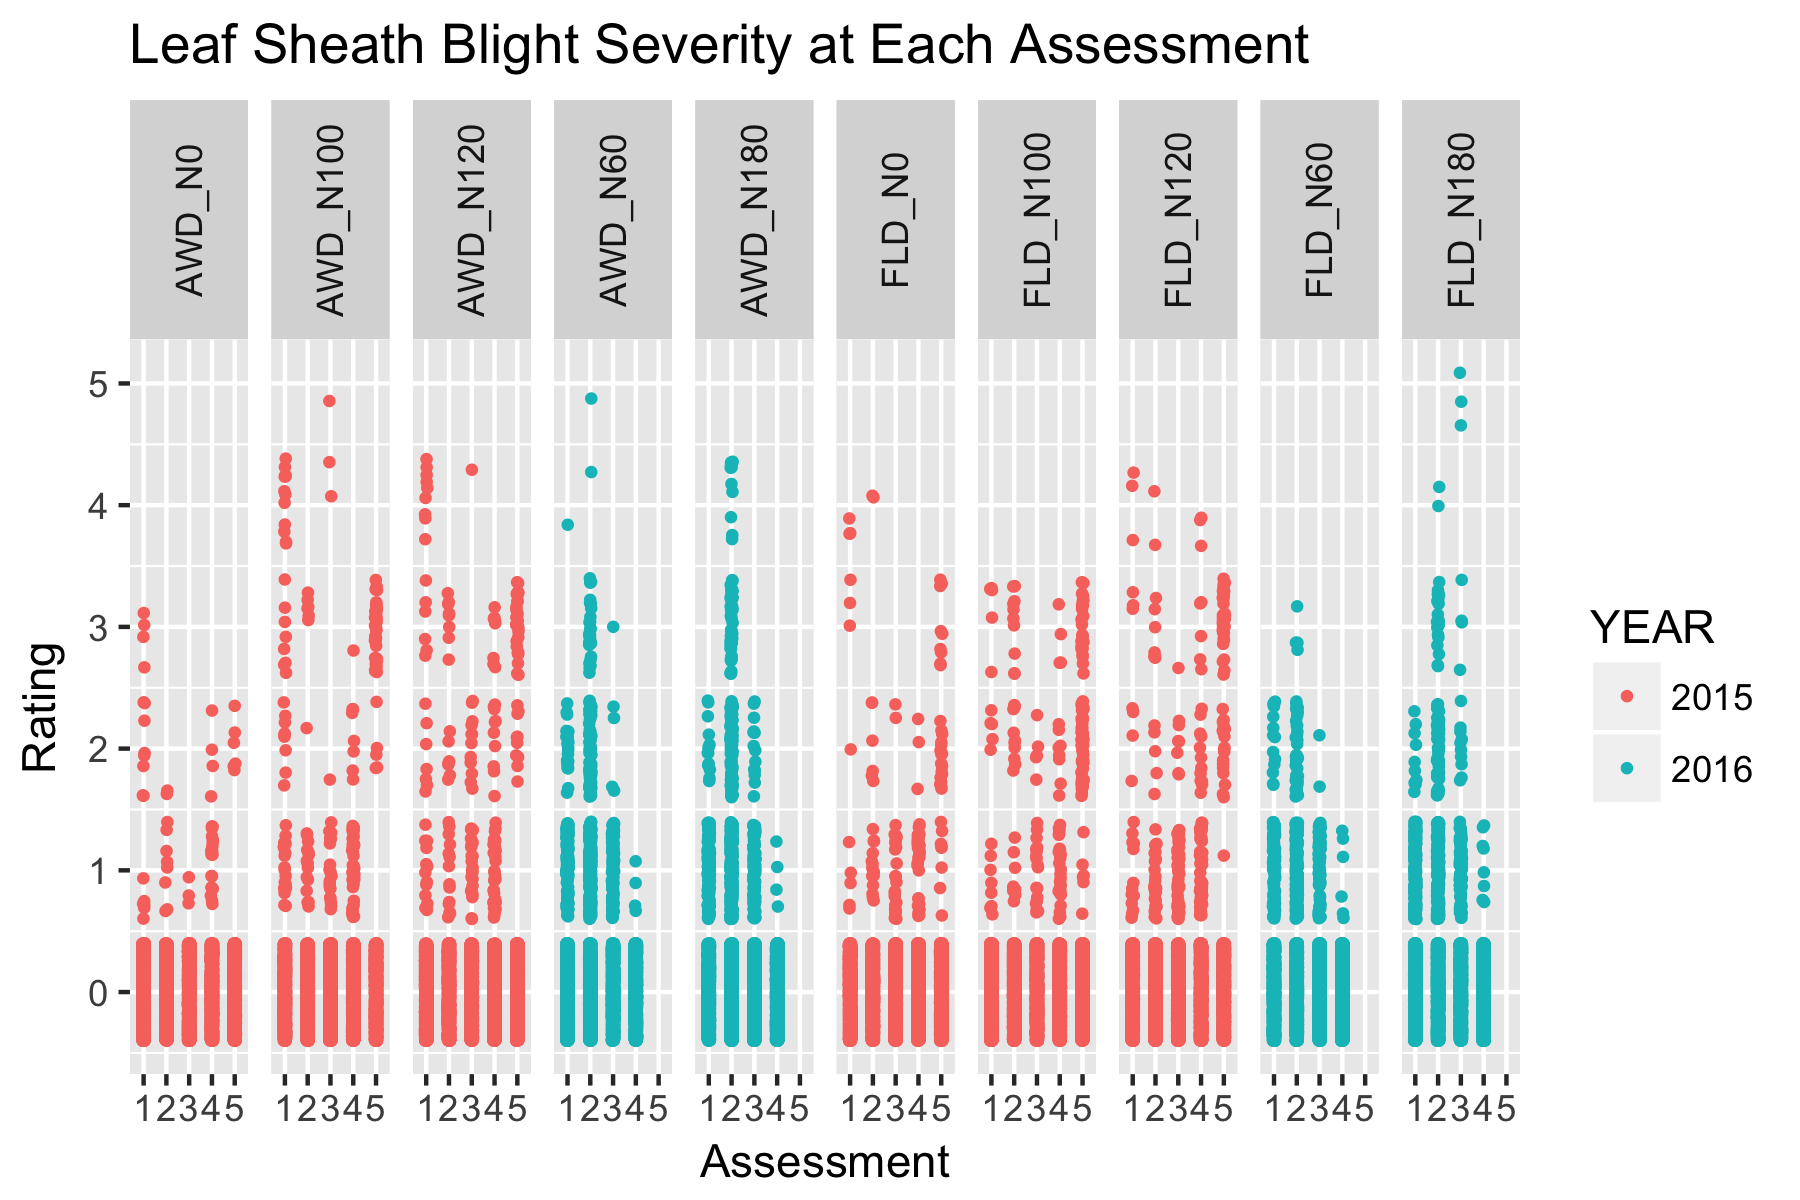 Leaf Sheath Blight Severity at Each Assessment
AWD_N0
AWD_N100
AWD_N120
AWD_N60
AWD_N180
FLD_N0
FLD_N100
FLD_N120
FLD_N60
FLD_N180
Rating
5
4
3
2
1
0
12345 12345 12345 12345 12345 12345 12345 12345 12345 12345
Assessment
YEAR
2015
2016